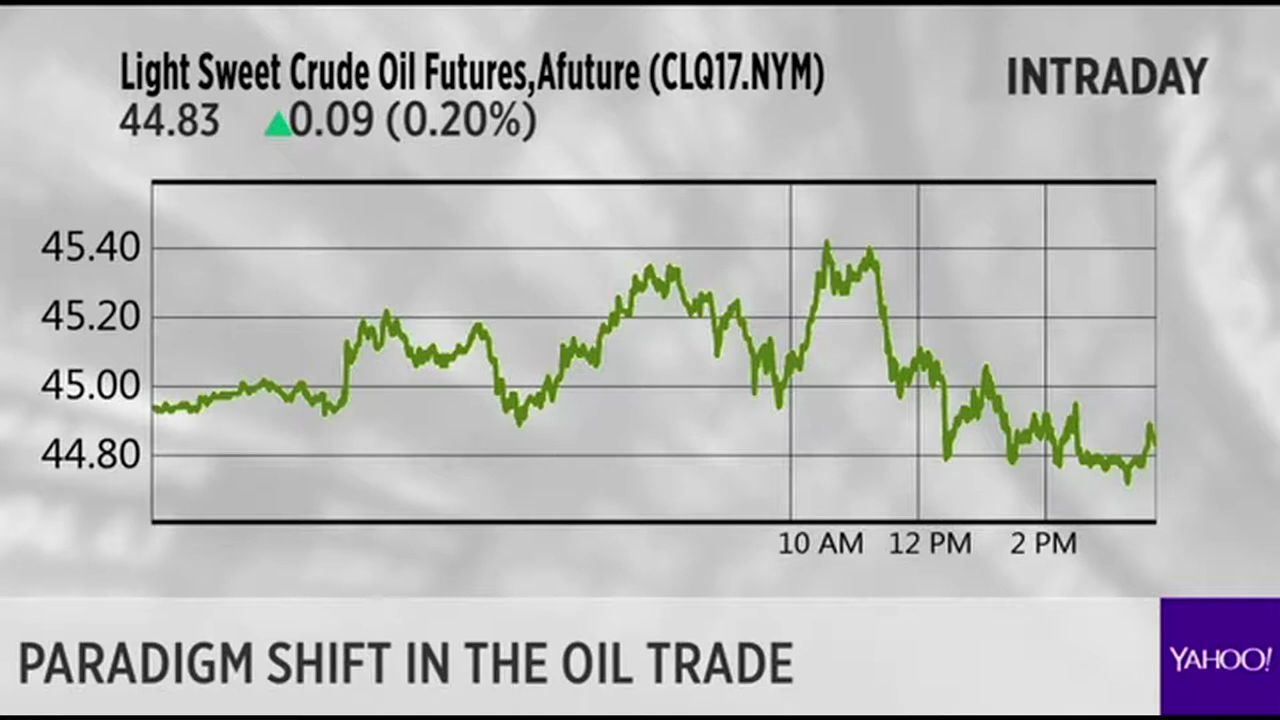 Light Sweet Crude Oil Futures,Afuture (CLQ17.NYM)
INTRADAY
44.83 ▲0.09 (0.20%)
45.40
45.20
45.00
44.80
10 AM 12 PM 2 PM
PARADIGM SHIFT IN THE OIL TRADE
YAHOO!